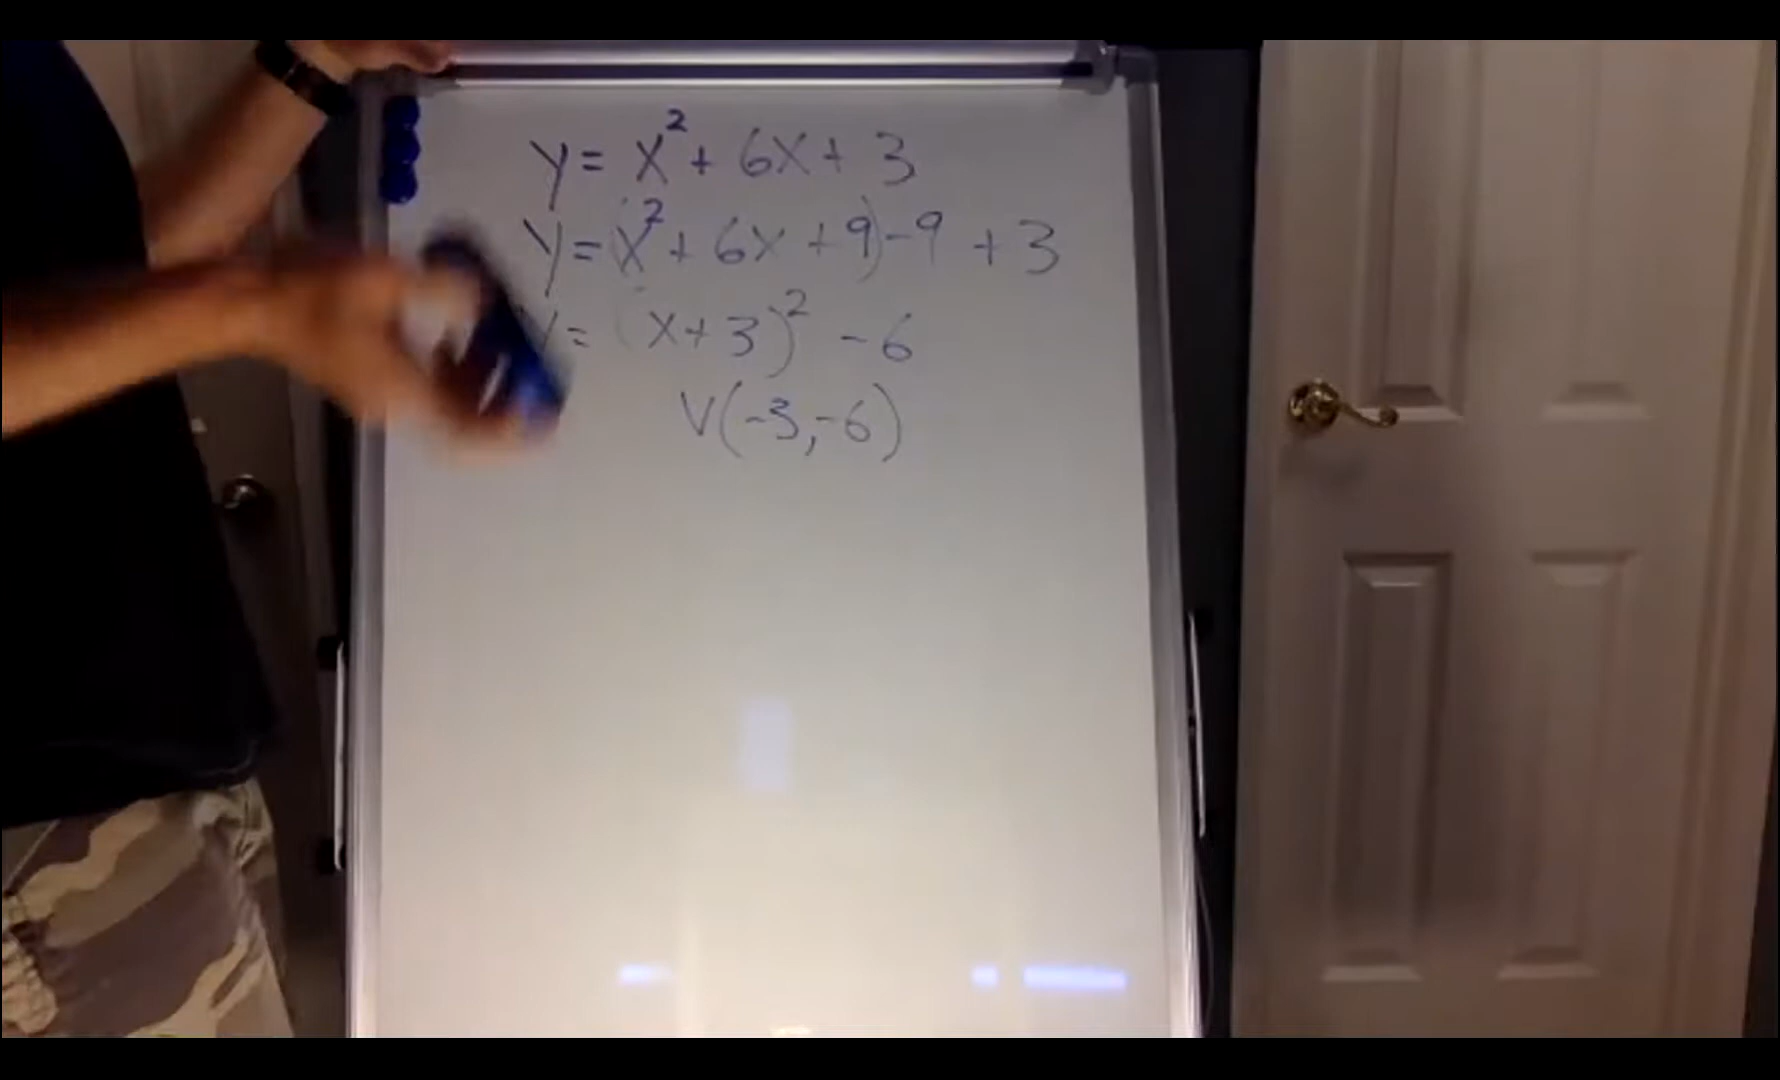 y = x² + 6x + 3
y = (x² + 6x + 9) - 9 + 3
y = (x + 3)² - 6
V(-3, -6)